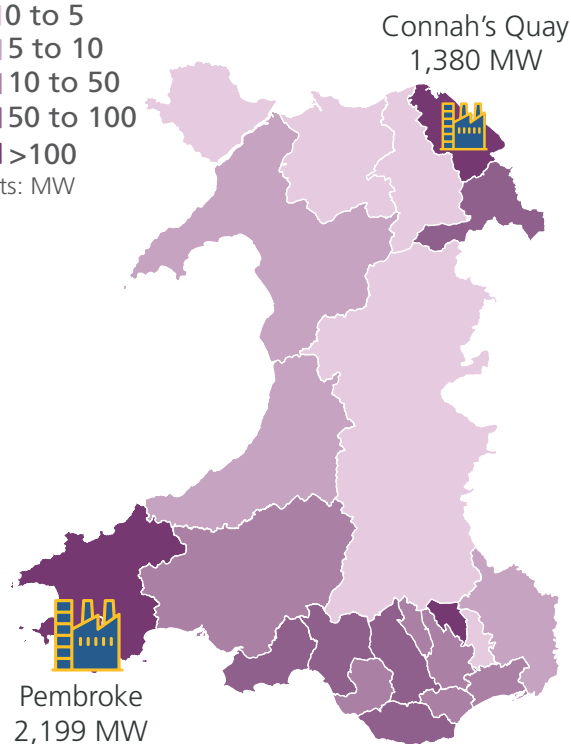 0 to 5
5 to 10
10 to 50
50 to 100
>100
ts: MW
Connah's Quay
1,380 MW
Pembroke
2,199 MW